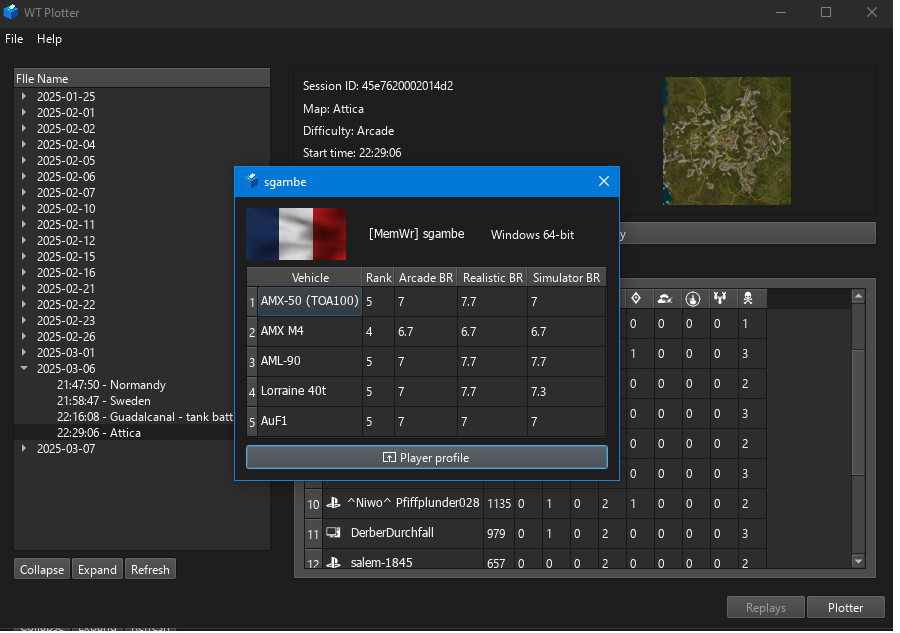 WT Plotter
File Help
FIle Name
2025-01-25
2025-02-01
2025-02-02
2025-02-04
2025-02-05
2025-02-06
2025-02-07
2025-02-10
2025-02-11
2025-02-12
2025-02-15
2025-02-16
2025-02-21
2025-02-22
2025-02-23
2025-02-26
2025-03-01
2025-03-06
21:47:50 - Normandy
21:58:47 - Sweden
22:16:08 - Guadalcanal - tank batt
22:29:06 - Attica
2025-03-07
Collapse Expand Refresh
Session ID: 45e7620002014d2
Map: Attica
Difficulty: Arcade
Start time: 22:29:06
y
sgambe
[MemWr] sgambe Windows 64-bit
Vehicle Rank Arcade BR Realistic BR Simulator BR
1 AMX-50 (TOA100) 5 7 7.7 7
2 AMX M4 4 6.7 6.7 6.7
3 AML-90 5 7 7.7 7.7
4 Lorraine 40t 5 7 7.7 7.3
5 AuF1 5 7 7 7
Player profile
0 0 0 0 1
1 0 0 0 3
0 0 0 0 2
0 0 0 0 3
0 0 0 0 2
0 0 0 0 3
10 ^Niwo^ Pfiffplunder028 1135 0 1 0 2 1 0 0 0 2
11 DerberDurchfall 979 0 1 0 2 0 0 0 0 3
12 salem-1845 657 0 0 0 2 0 0 0 0 2
Replays Plotter
Collapse Expand Refresh